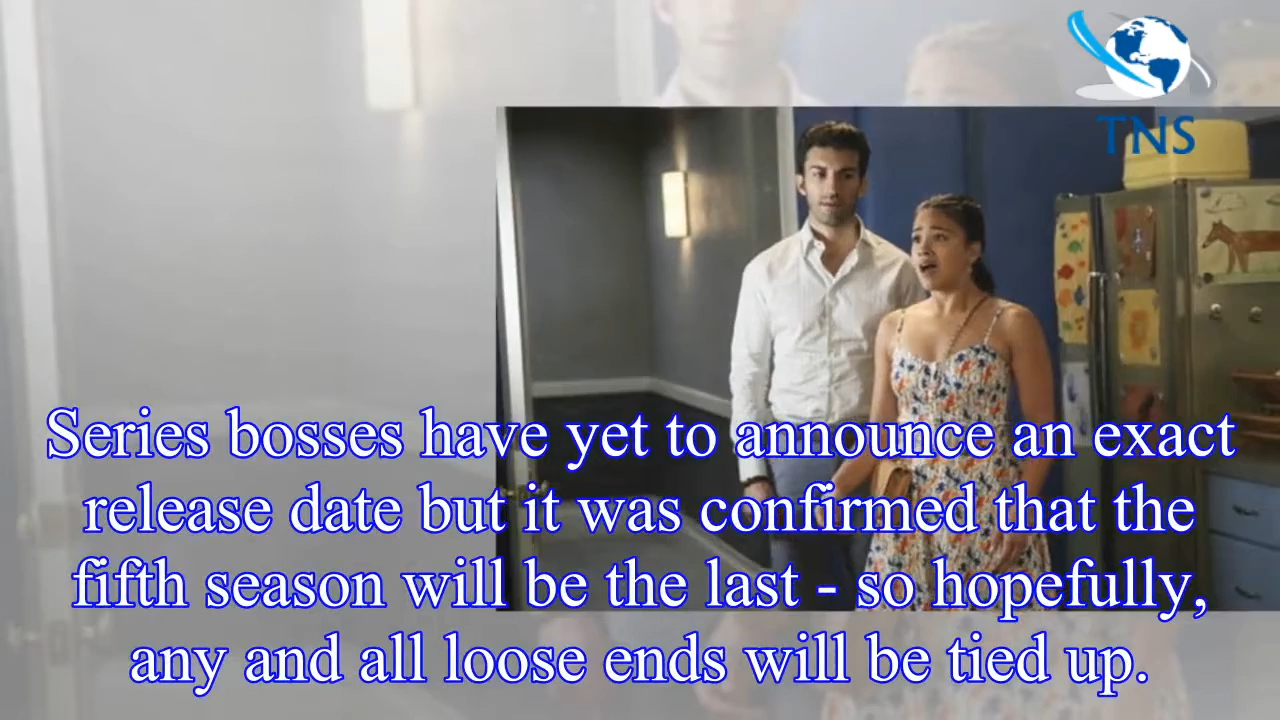 TNS
Series bosses have yet to announce an exact
release date but it was confirmed that the
fifth season will be the last - so hopefully,
any and all loose ends will be tied up.